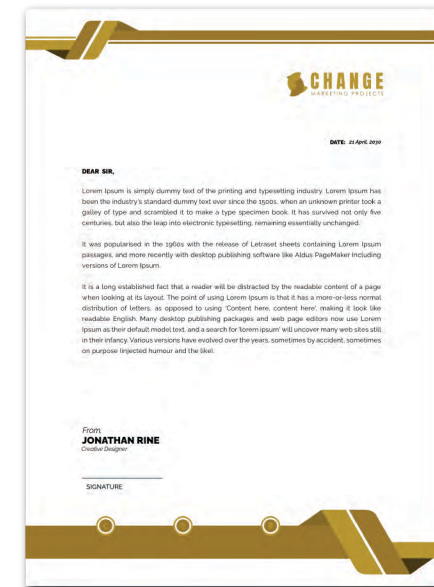 CHANGE
MARKETING PROJECTS
DATE: 21 April, 2030
DEAR SIR,
Lorem Ipsum is simply dummy text of the printing and typesetting industry. Lorem Ipsum has
been the industry's standard dummy text ever since the 1500s, when an unknown printer took a
galley of type and scrambled it to make a type specimen book. It has survived not only five
centuries, but also the leap into electronic typesetting, remaining essentially unchanged.
It was popularised in the 1960s with the release of Letraset sheets containing Lorem Ipsum
passages, and more recently with desktop publishing software like Aldus PageMaker including
versions of Lorem Ipsum.
It is a long established fact that a reader will be distracted by the readable content of a page
when looking at its layout. The point of using Lorem Ipsum is that it has a more-or-less normal
distribution of letters, as opposed to using 'Content here, content here', making it look like
readable English. Many desktop publishing packages and web page editors now use Lorem
Ipsum as their default model text, and a search for 'lorem ipsum' will uncover many web sites still
in their infancy. Various versions have evolved over the years, sometimes by accident, sometimes
on purpose (injected humour and the like).
From,
JONATHAN RINE
Creative Designer
SIGNATURE